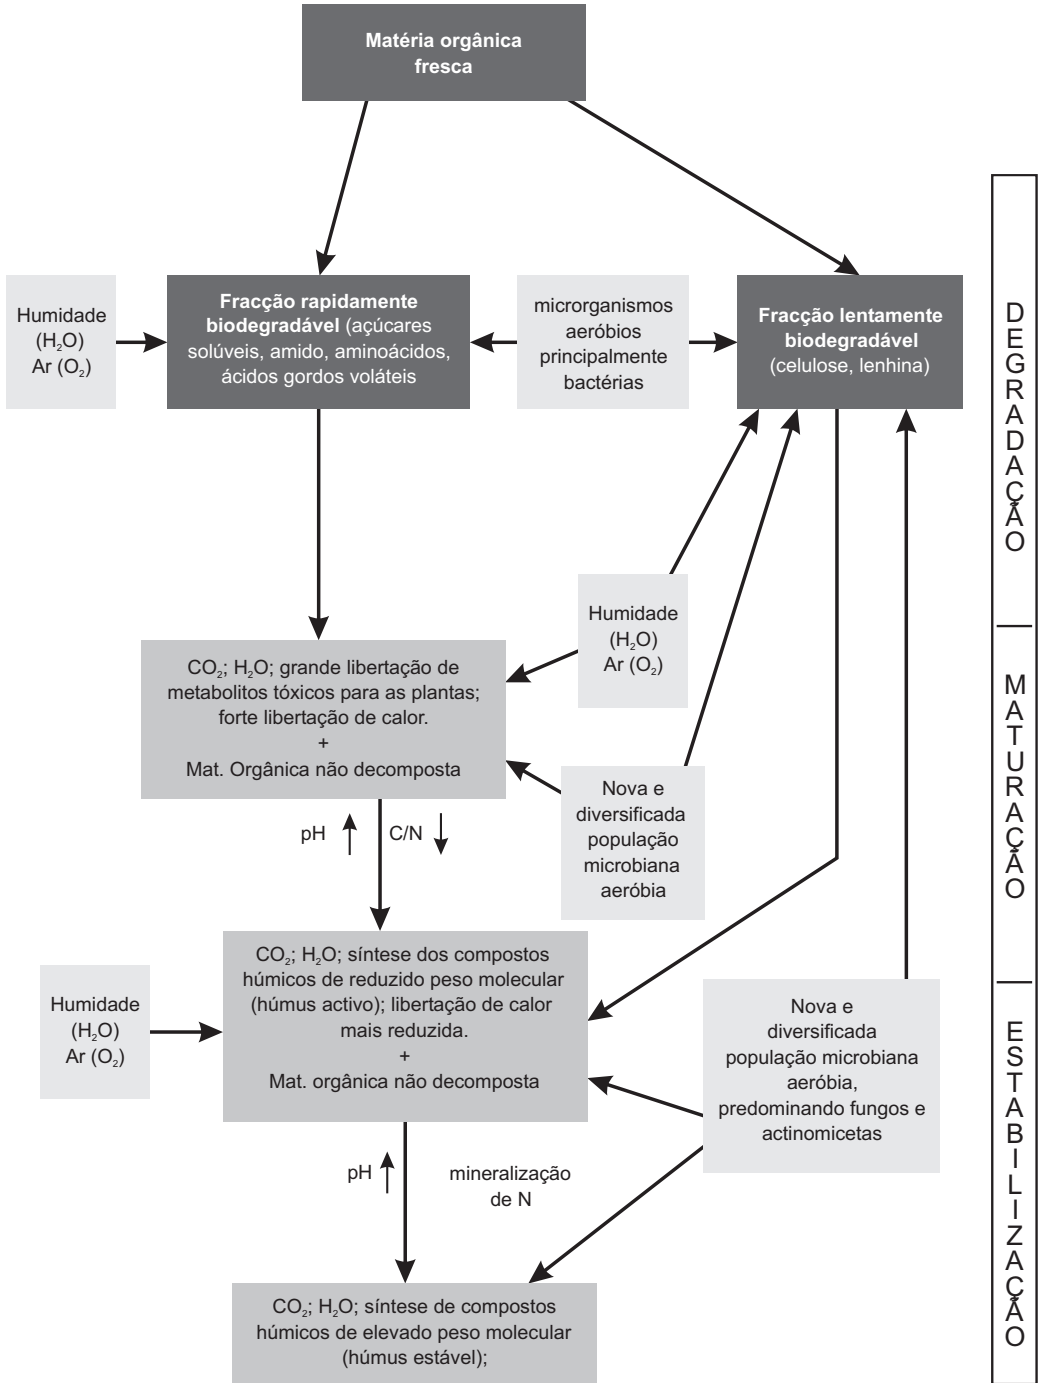 Matéria orgânica
fresca
Humidade
(H₂O)
Ar (O₂)
Fracção rapidamente
biodegradável (açúcares
solúveis, amido, aminoácidos,
ácidos gordos voláteis
microrganismos
aeróbios
principalmente
bactérias
Fracção lentamente
biodegradável
(celulose, lenhina)
DEGRADAÇÃO
Humidade
(H₂O)
Ar (O₂)
CO₂; H₂O; grande libertação de
metabolitos tóxicos para as plantas;
forte libertação de calor.
+
Mat. Orgânica não decomposta
Nova e
diversificada
população
microbiana
aeróbia
MATURAÇÃO
pH C/N
Humidade
(H₂O)
Ar (O₂)
CO₂; H₂O; síntese dos compostos
húmicos de reduzido peso molecular
(húmus activo); libertação de calor
mais reduzida.
+
Mat. orgânica não decomposta
Nova e
diversificada
população microbiana
aeróbia,
predominando fungos e
actinomicetas
ESTABILIZAÇÃO
pH
mineralização
de N
CO₂; H₂O; síntese de compostos
húmicos de elevado peso molecular
(húmus estável);